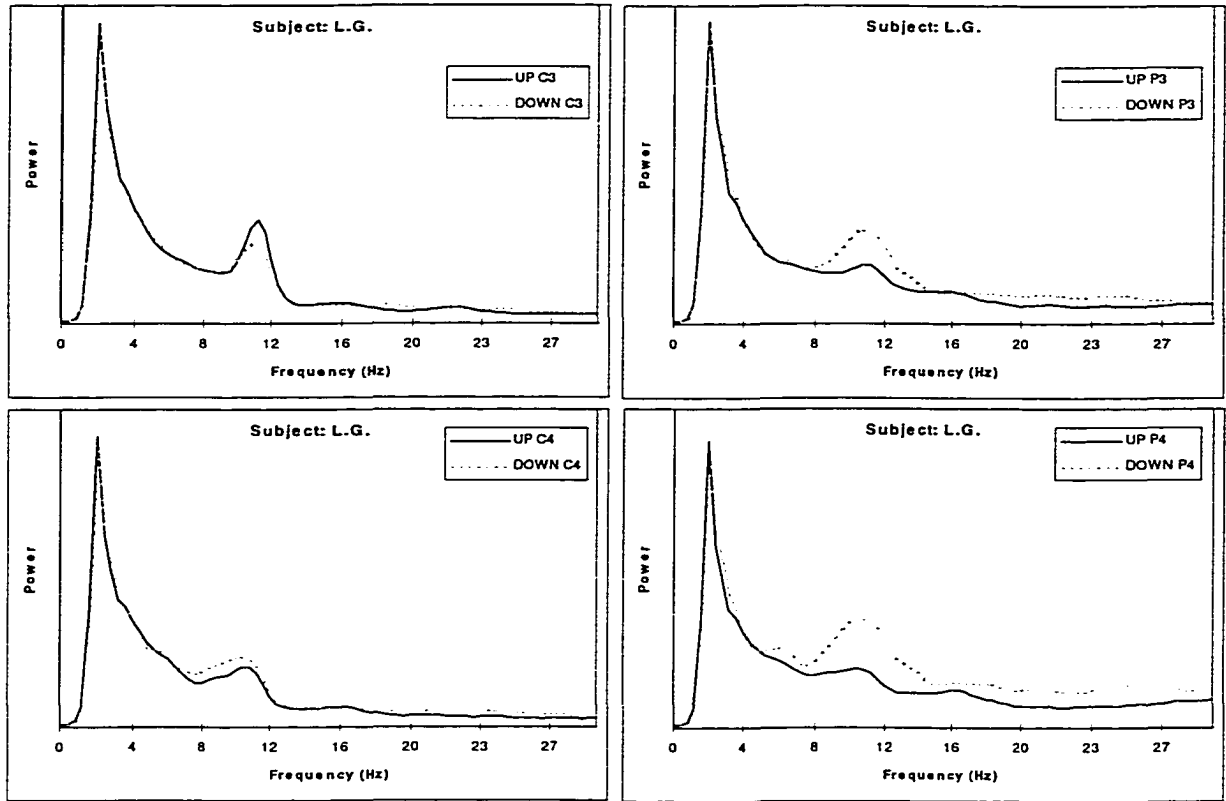 Subject: L.G.
UP C3
DOWN C3
Power
0 4 8 12 16 20 23 27
Frequency (Hz)
Subject: L.G.
UP P3
DOWN P3
Power
0 4 8 12 16 20 23 27
Frequency (Hz)
Subject: L.G.
UP C4
DOWN C4
Power
0 4 8 12 16 20 23 27
Frequency (Hz)
Subject: L.G.
UP P4
DOWN P4
Power
0 4 8 12 16 20 23 27
Frequency (Hz)